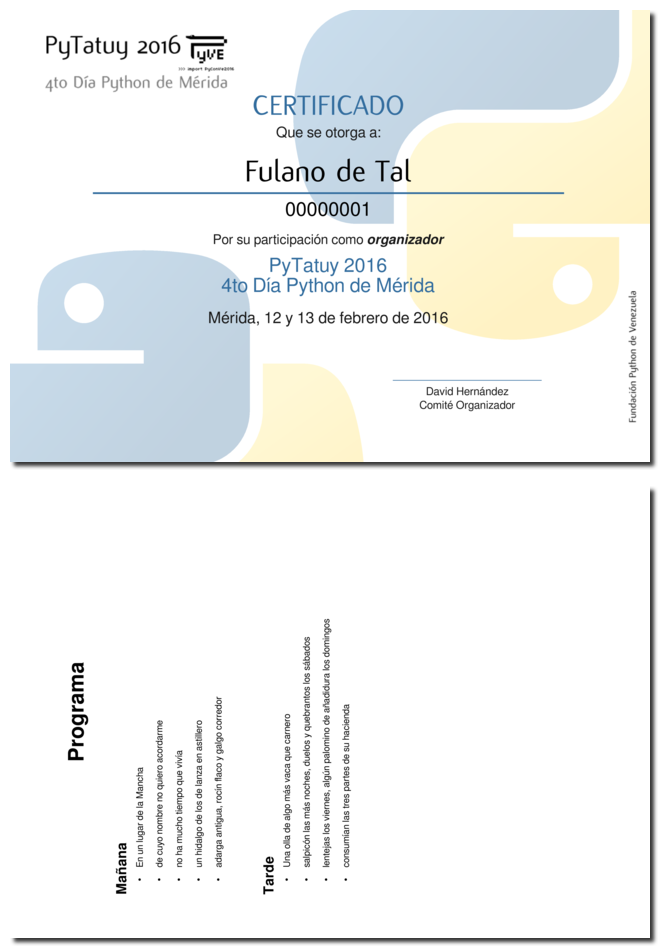 PyTatuy 2016 PyVE
>>> import PyConVe2016
4to Día Python de Mérida
CERTIFICADO
Que se otorga a:
Fulano de Tal
00000001
Por su participación como organizador
PyTatuy 2016
4to Día Python de Mérida
Mérida, 12 y 13 de febrero de 2016
David Hernández
Comité Organizador
Fundación Python de Venezuela
Programa
Mañana
• En un lugar de la Mancha
• de cuyo nombre no quiero acordarme
• no ha mucho tiempo que vivía
• un hidalgo de los de lanza en astillero
• adarga antigua, rocín flaco y galgo corredor
Tarde
• Una olla de algo más vaca que carnero
• salpicón las más noches, duelos y quebrantos los sábados
• lentejas los viernes, algún palomino de añadidura los domingos
• consumían las tres partes de su hacienda